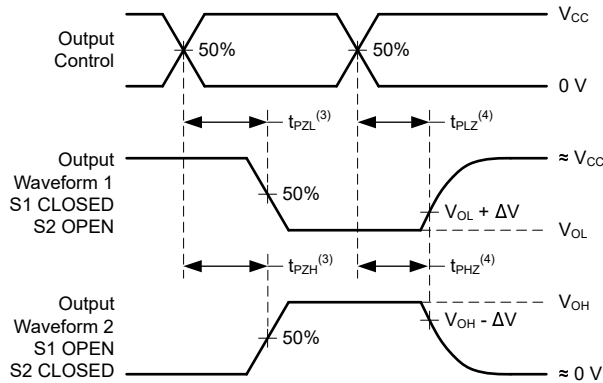 V_CC
Output
Control
50%
50%
0 V
t_PZL^(3)
t_PLZ^(4)
Output
Waveform 1
S1 CLOSED
S2 OPEN
≈ V_CC
50%
V_OL + ΔV
V_OL
t_PZH^(3)
t_PHZ^(4)
Output
Waveform 2
S1 OPEN
S2 CLOSED
V_OH
50%
V_OH - ΔV
≈ 0 V